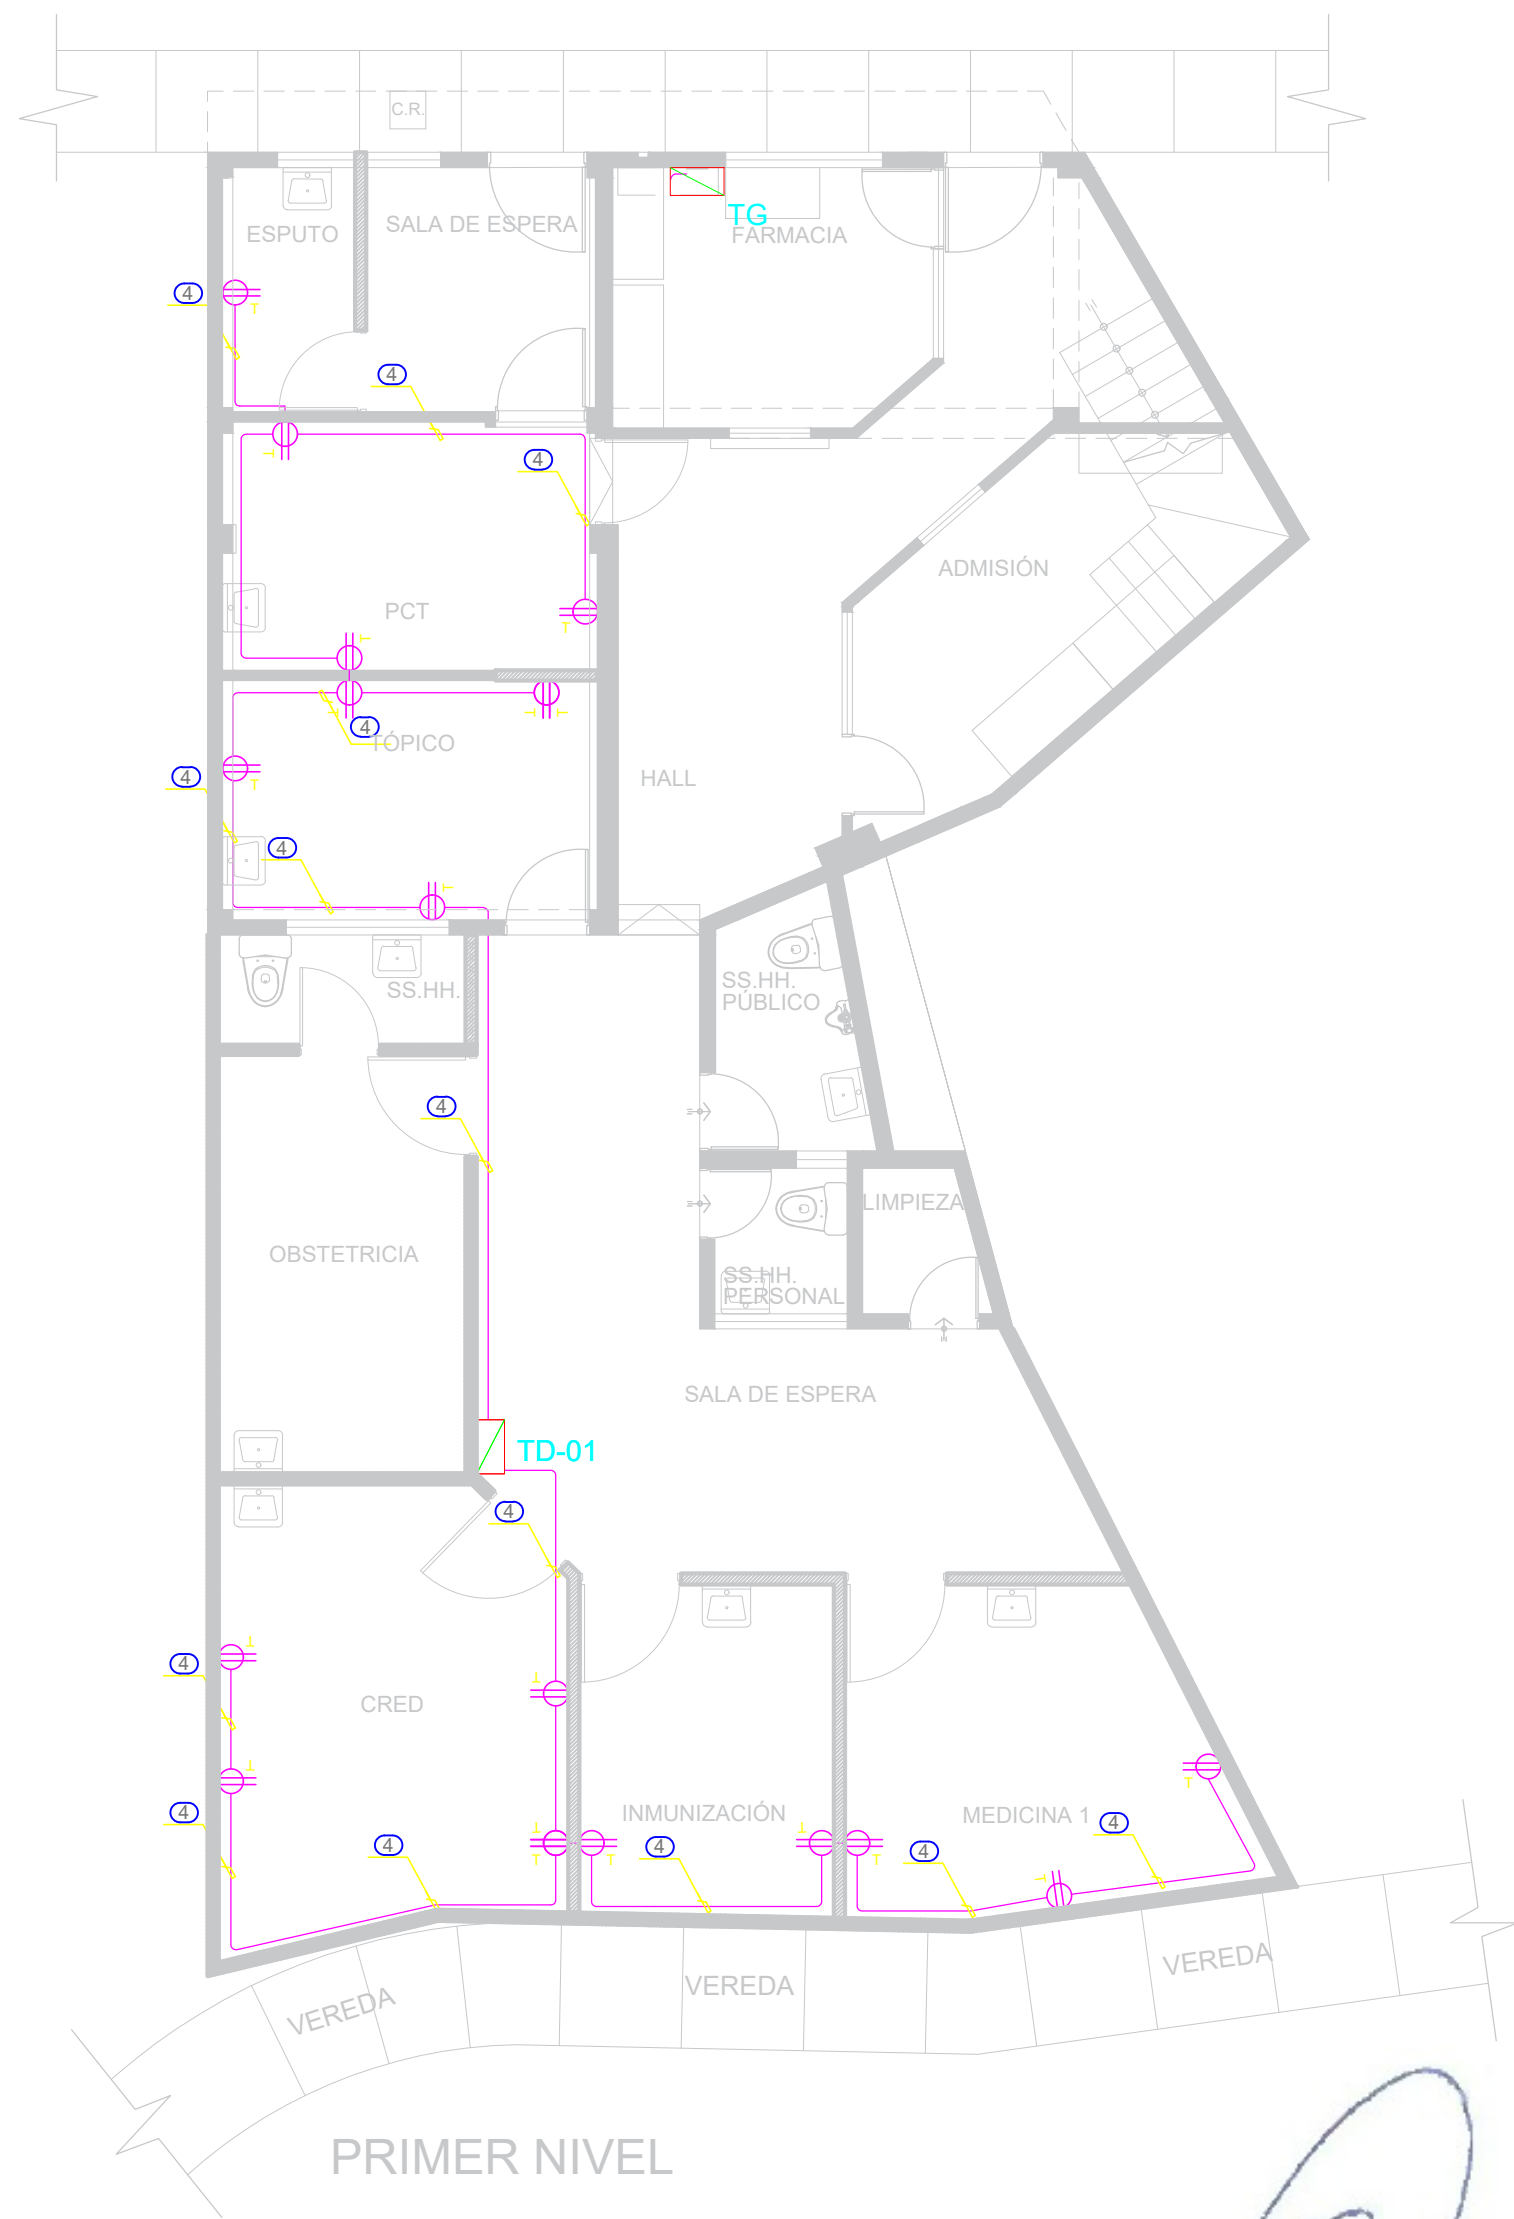 C.R.
ESPUTO
SALA DE ESPERA
TG
FARMACIA
4
T
4
T
4
ADMISIÓN
PCT
T
T
T
4
T T
TÓPICO
4
T
HALL
4
T
SS.HH.
SS.HH.
PÚBLICO
4
LIMPIEZA
OBSTETRICIA
SS.HH.
PERSONAL
SALA DE ESPERA
TD-01
4
T
4
T
CRED
T
T
4
INMUNIZACIÓN
MEDICINA 1
4
T
T
T
4
4
4
T
T
T
T
VEREDA
VEREDA
VEREDA
PRIMER NIVEL